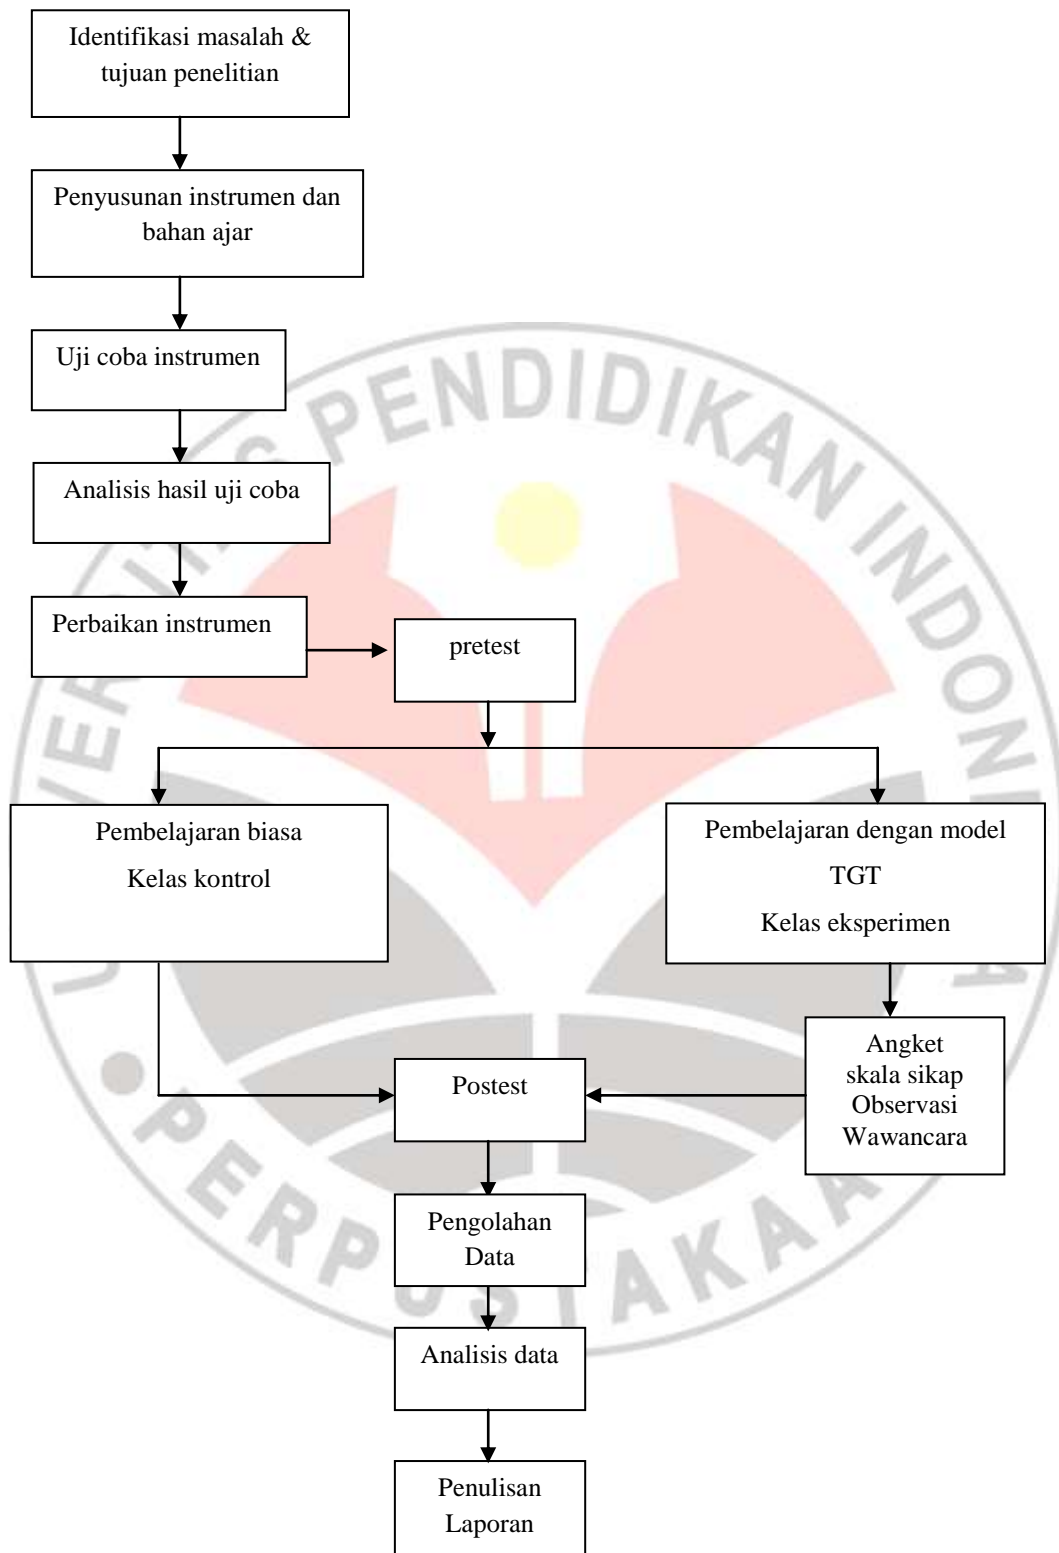 Identifikasi masalah &
tujuan penelitian
Penyusunan instrumen dan
bahan ajar
Uji coba instrumen
Analisis hasil uji coba
Perbaikan instrumen
pretest
Pembelajaran biasa
Kelas kontrol
Pembelajaran dengan model
TGT
Kelas eksperimen
Angket
skala sikap
Observasi
Wawancara
Postest
Pengolahan
Data
Analisis data
Penulisan
Laporan
PENDIDIKAN INDONE
PERPUSTAKAA